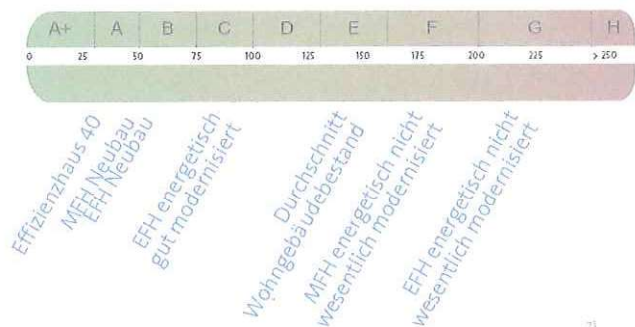 A+ A B C D E F G H
0 25 50 75 100 125 150 175 200 225 > 250
Effizienzhaus 40
MFH Neubau
EFH Neubau
EFH energetisch
gut modernisiert
Durchschnitt
Wohngebäudebestand
MFH energetisch nicht
wesentlich modernisiert
EFH energetisch nicht
wesentlich modernisiert